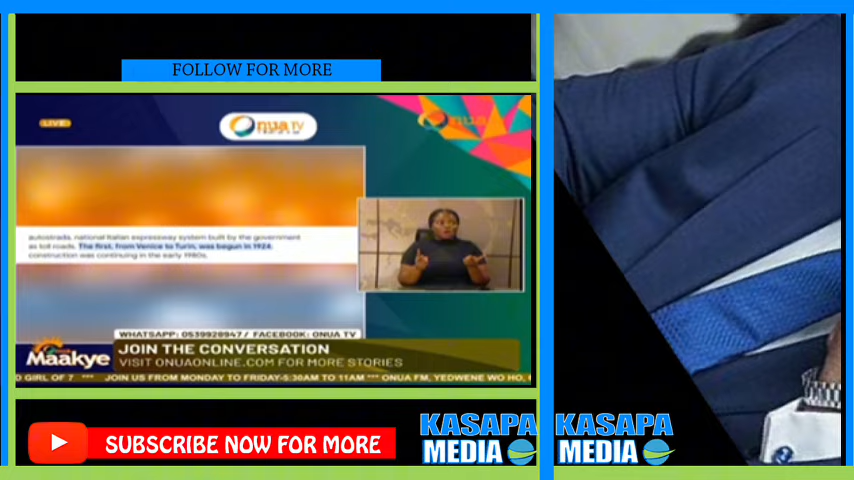 FOLLOW FOR MORE
LIVE
Onua TV
autostrada, national Italian expressway system built by the government
as toll roads. The first, from Venice to Turin, was begun in 1924.
construction was continuing in the early 1980s.
WHATSAPP: 0539928947 / FACEBOOK: ONUA TV
Maakye
JOIN THE CONVERSATION
VISIT ONUAONLINE.COM FOR MORE STORIES
D GIRL OF 7 *** JOIN US FROM MONDAY TO FRIDAY-5:30AM TO 11AM *** ONUA FM, YEDWENE WO HO,
SUBSCRIBE NOW FOR MORE
KASAPA
MEDIA
KASAPA
MEDIA